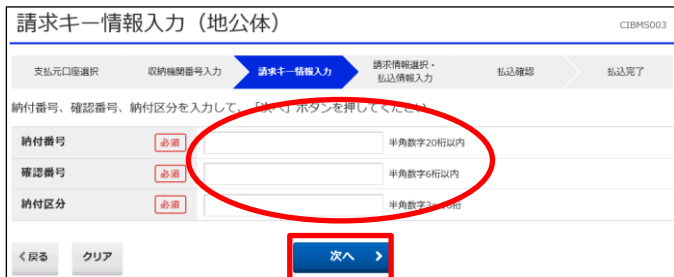 請求キー情報入力（地公体）
CIBMS003
支払元口座選択
収納機関番号入力
請求キー情報入力
請求情報選択・
払込情報入力
払込確認
払込完了
納付番号、確認番号、納付区分を入力して、「次へ」ボタンを押してください。
納付番号 必須 半角数字20桁以内
確認番号 必須 半角数字6桁以内
納付区分 必須 半角数字3
＜戻る クリア 次へ ＞